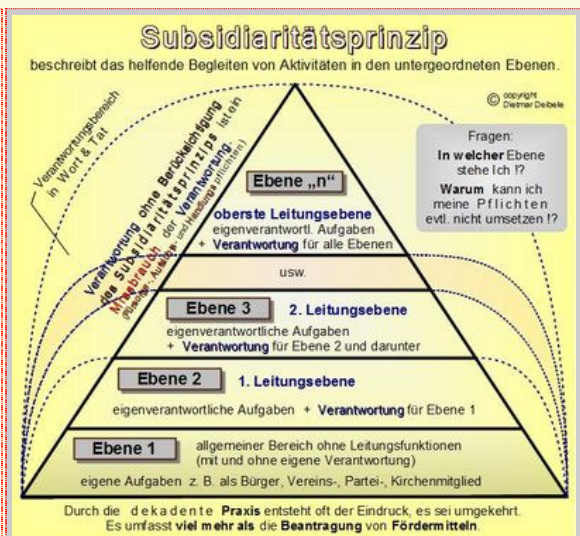 Subsidiaritätsprinzip
beschreibt das helfende Begleiten von Aktivitäten in den untergeordneten Ebenen.
© copyright
Dietmar Deibele
Verantwortungsbereich
in Wort & Tat
Verantwortung ohne Berücksichtigung
des Subsidiaritätsprinzips ist ein
Missbrauch der Verantwortung
(Fürsorge-, Aufsichts- und Handlungspflichten)
Fragen:
In welcher Ebene
stehe Ich !?
Warum kann ich
meine Pflichten
evtl. nicht umsetzen !?
Ebene „n"
oberste Leitungsebene
eigenverantwortl. Aufgaben
+ Verantwortung für alle Ebenen
usw.
Ebene 3 2. Leitungsebene
eigenverantwortliche Aufgaben
+ Verantwortung für Ebene 2 und darunter
Ebene 2 1. Leitungsebene
eigenverantwortliche Aufgaben + Verantwortung für Ebene 1
Ebene 1 allgemeiner Bereich ohne Leitungsfunktionen
(mit und ohne eigene Verantwortung)
eigene Aufgaben z. B. als Bürger, Vereins-, Partei-, Kirchenmitglied
Durch die dekadente Praxis entsteht oft der Eindruck, es sei umgekehrt.
Es umfasst viel mehr als die Beantragung von Fördermitteln.